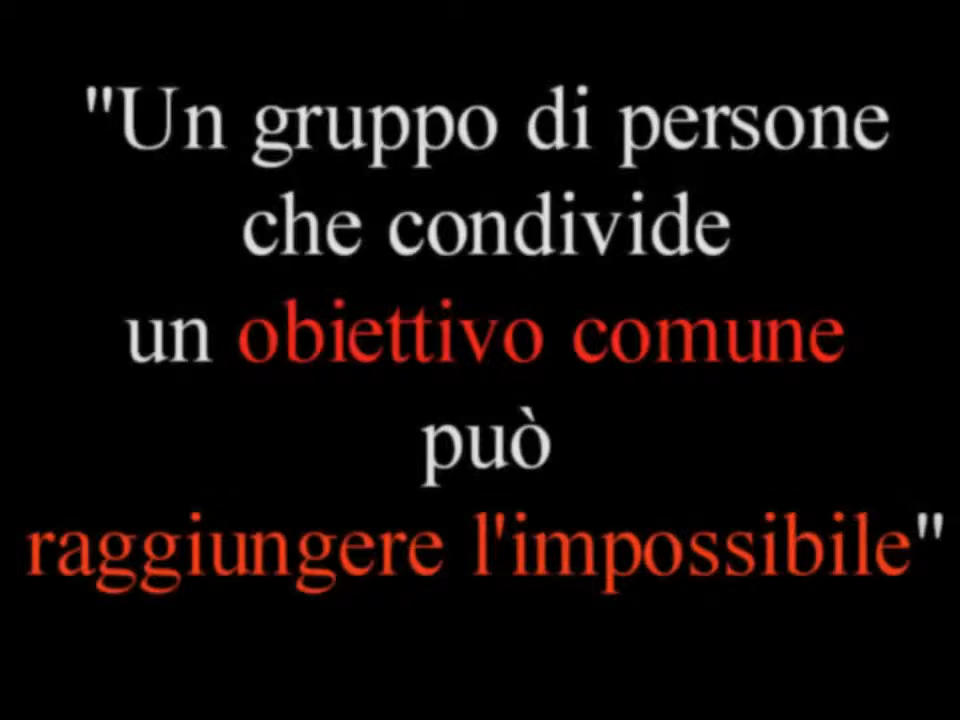 "Un gruppo di persone
che condivide
un obiettivo comune
può
raggiungere l'impossibile"